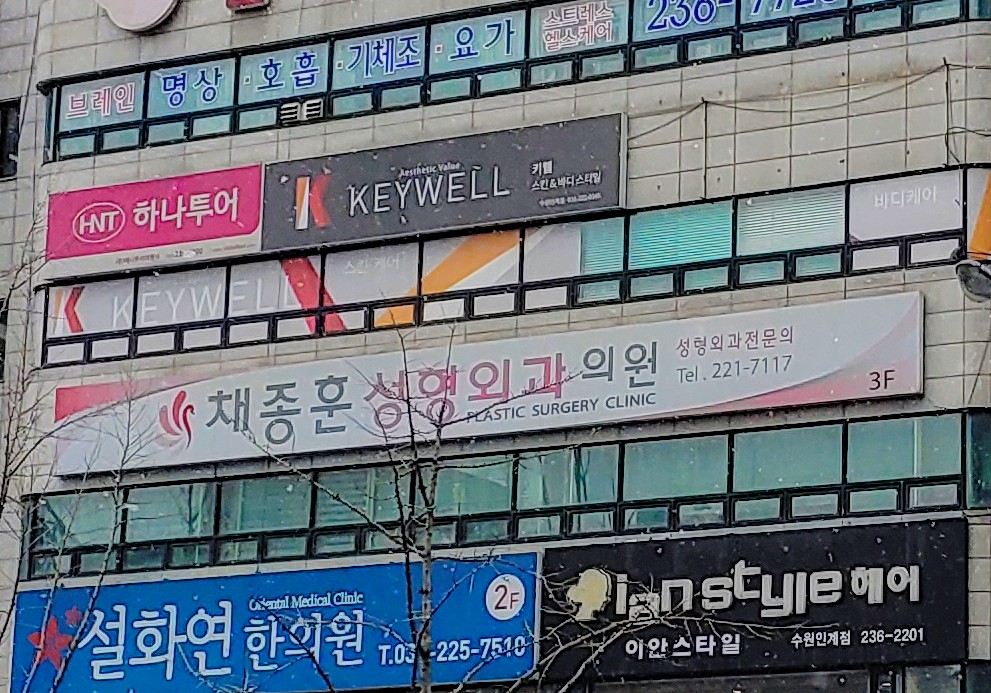 브레인 명상·호흡·기체조·요가
스트레스
헬스케어
HNT 하나투어
Aesthetic Value
KEYWELL
키웰
스킨&바디스타일
KEYWELL
스킨케어
바디케어
채종훈성형외과의원
PLASTIC SURGERY CLINIC
성형외과전문의
Tel. 221-7117
3F
Oriental Medical Clinic
설화연한의원
2F
ian style 헤어
이안스타일
수원인계점 236-2201